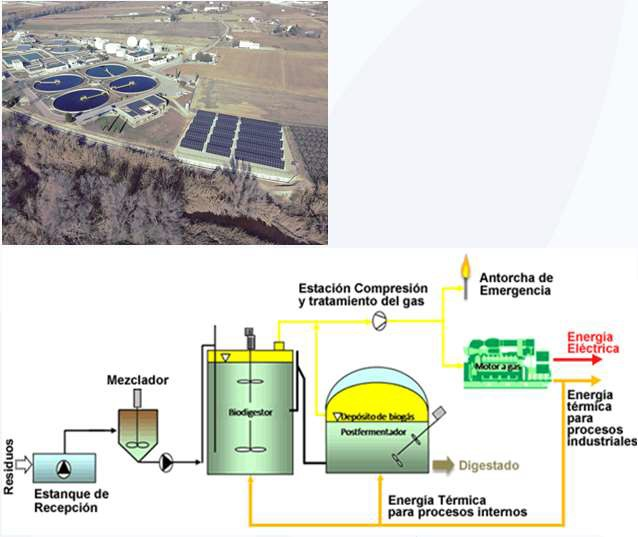 Estación Compresión
y tratamiento del gas
Antorcha de
Emergencia
Energía
Eléctrica
Motor a gas
Energía
térmica
para
procesos
industriales
Mezclador
Biodigestor
Depósito de biogás
Postfermentador
Residuos
Estanque de
Recepción
Digestado
Energía Térmica
para procesos internos